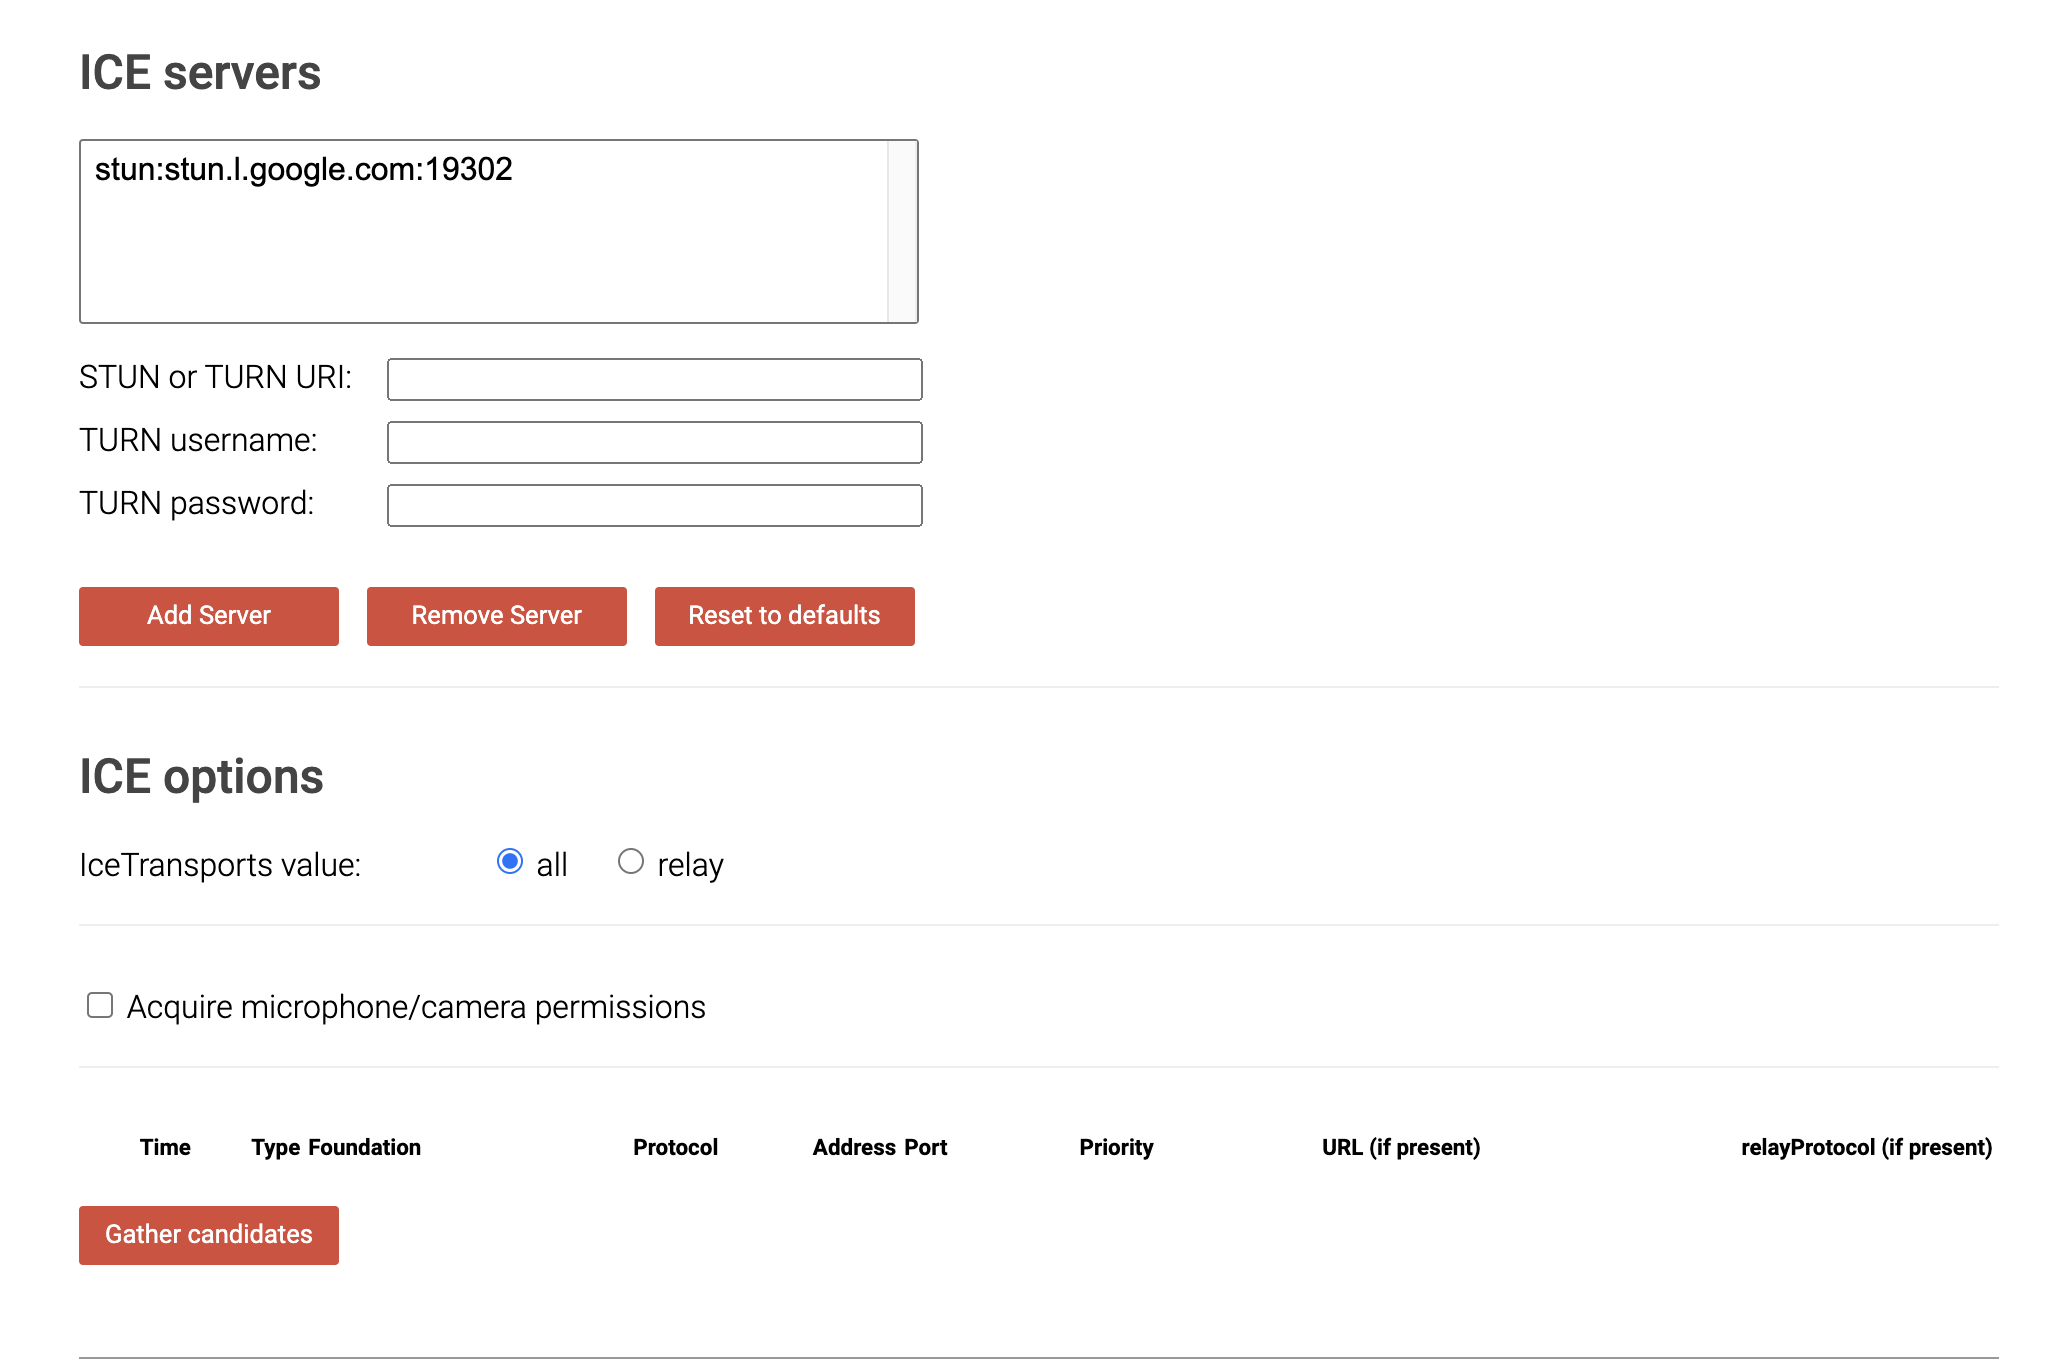 ICE servers
stun:stun.l.google.com:19302
STUN or TURN URI:
TURN username:
TURN password:
Add Server Remove Server Reset to defaults
ICE options
IceTransports value: all relay
Acquire microphone/camera permissions
Time Type Foundation Protocol Address Port Priority URL (if present) relayProtocol (if present)
Gather candidates